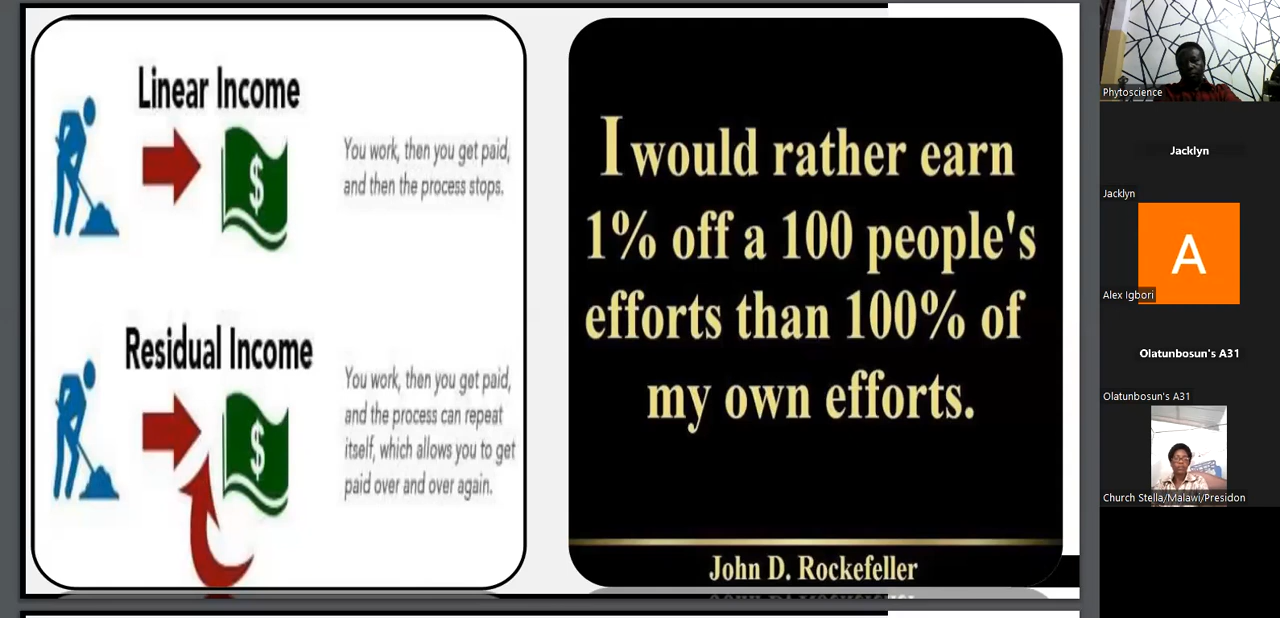 Linear Income
$
You work, then you get paid,
and then the process stops.
Residual Income
$
You work, then you get paid,
and the process can repeat
itself, which allows you to get
paid over and over again.
I would rather earn
1% off a 100 people's
efforts than 100% of
my own efforts.
John D. Rockefeller
Phytoscience
Jacklyn
Jacklyn
A
Alex Igbori
Olatunbosun's A31
Olatunbosun's A31
Church Stella/Malawi/Presidon